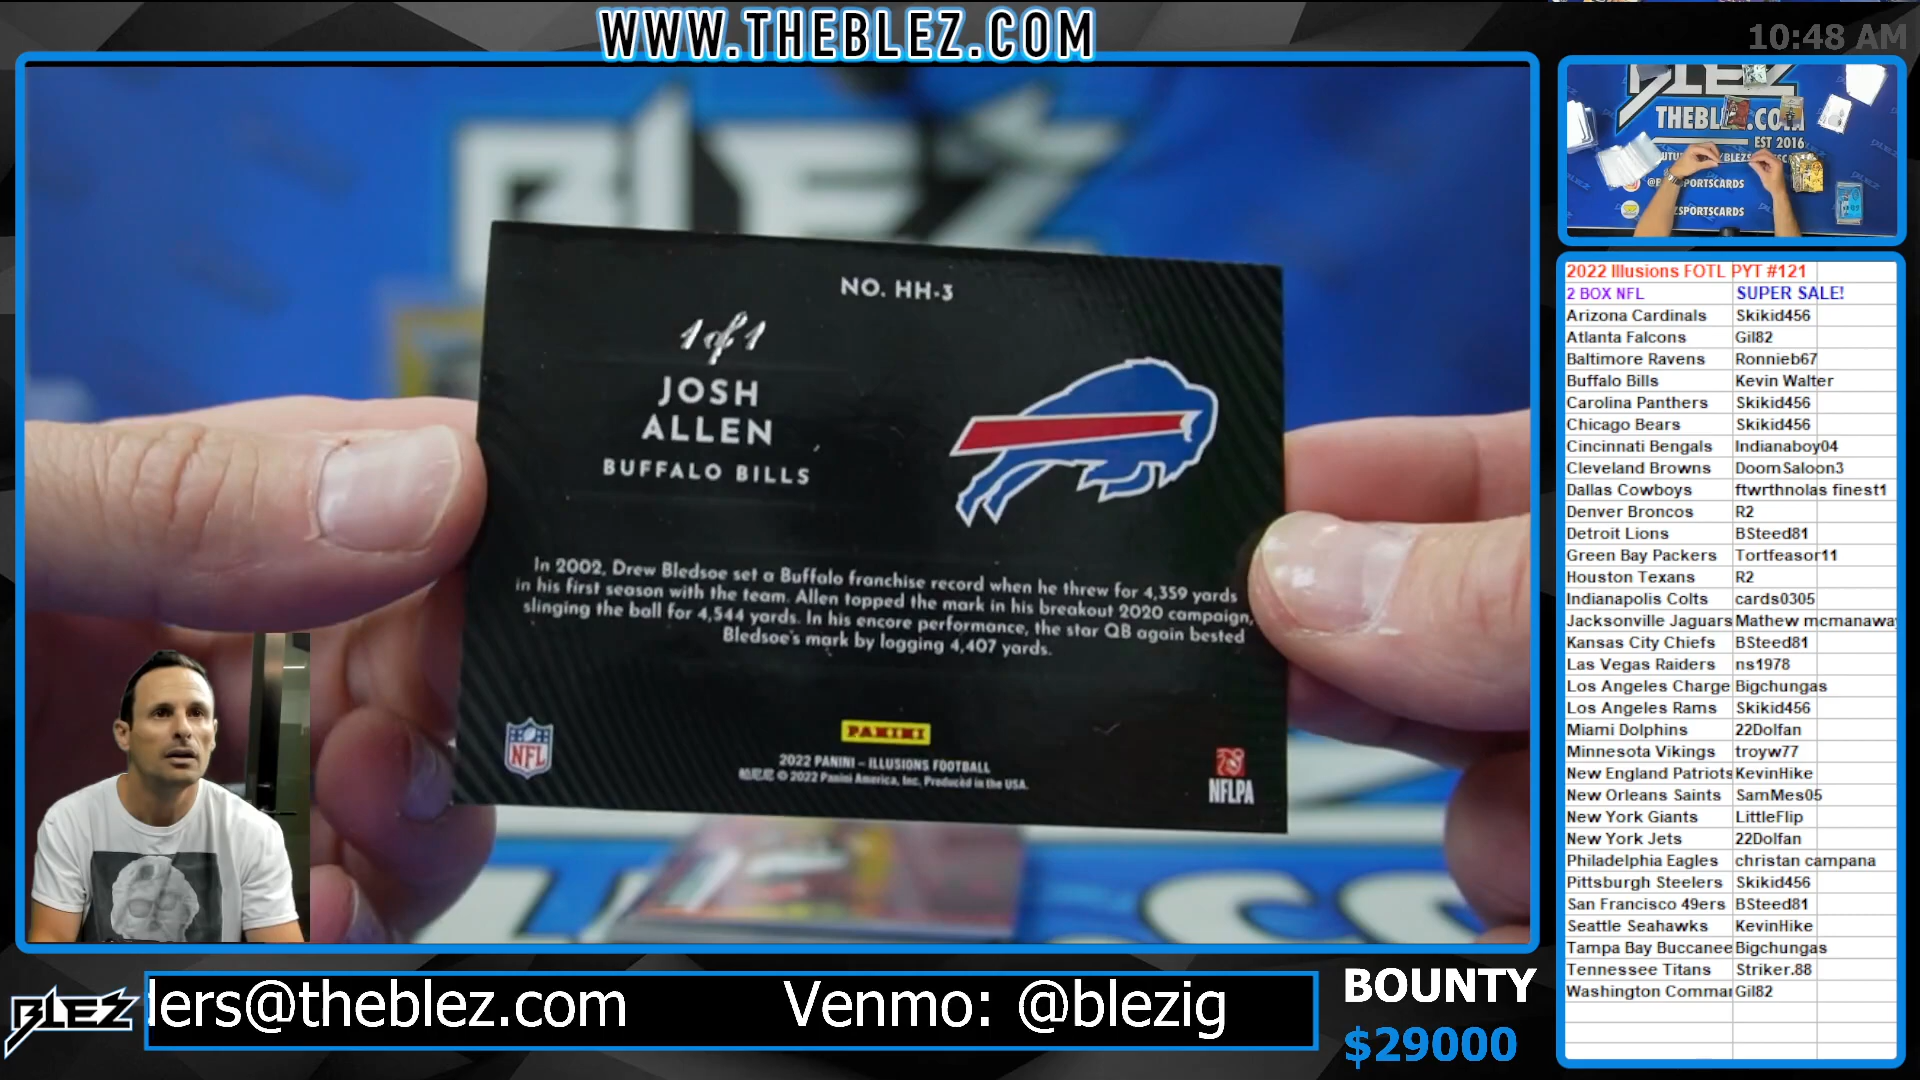 WWW.THEBLEZ.COM
10:48 AM
BLEZ
NO. HH-3
1 of 1
JOSH
ALLEN
BUFFALO BILLS
In 2002, Drew Bledsoe set a Buffalo franchise record when he threw for 4,359 yards
in his first season with the team. Allen topped the mark in his breakout 2020 campaign,
slinging the ball for 4,544 yards. In his encore performance, the star QB again bested
Bledsoe's mark by logging 4,407 yards.
NFL
PANINI
2022 PANINI – ILLUSIONS FOOTBALL
帕尼尼 © 2022 Panini America, Inc. Produced in the USA.
NFLPA
BLEZ
THEBLEZ.COM
EST 2016
SPORTCARDS
ZSPORTCARDS
2022 Illusions FOTL PYT #121
2 BOX NFL SUPER SALE!
Arizona Cardinals Skikid456
Atlanta Falcons Gil82
Baltimore Ravens Ronnieb67
Buffalo Bills Kevin Walter
Carolina Panthers Skikid456
Chicago Bears Skikid456
Cincinnati Bengals Indianaboy04
Cleveland Browns DoomSaloon3
Dallas Cowboys ftwrthnolas finest1
Denver Broncos R2
Detroit Lions BSteed81
Green Bay Packers Tortfeasor11
Houston Texans R2
Indianapolis Colts cards0305
Jacksonville Jaguars Mathew mcmanaway
Kansas City Chiefs BSteed81
Las Vegas Raiders ns1978
Los Angeles Charge Bigchungas
Los Angeles Rams Skikid456
Miami Dolphins 22Dolfan
Minnesota Vikings troyw77
New England Patriots KevinHike
New Orleans Saints SamMes05
New York Giants LittleFlip
New York Jets 22Dolfan
Philadelphia Eagles christan campana
Pittsburgh Steelers Skikid456
San Francisco 49ers BSteed81
Seattle Seahawks KevinHike
Tampa Bay Buccanee Bigchungas
Tennessee Titans Striker.88
Washington Comma Gil82
BLEZ
ders@theblez.com Venmo: @blezig
BOUNTY
$29000